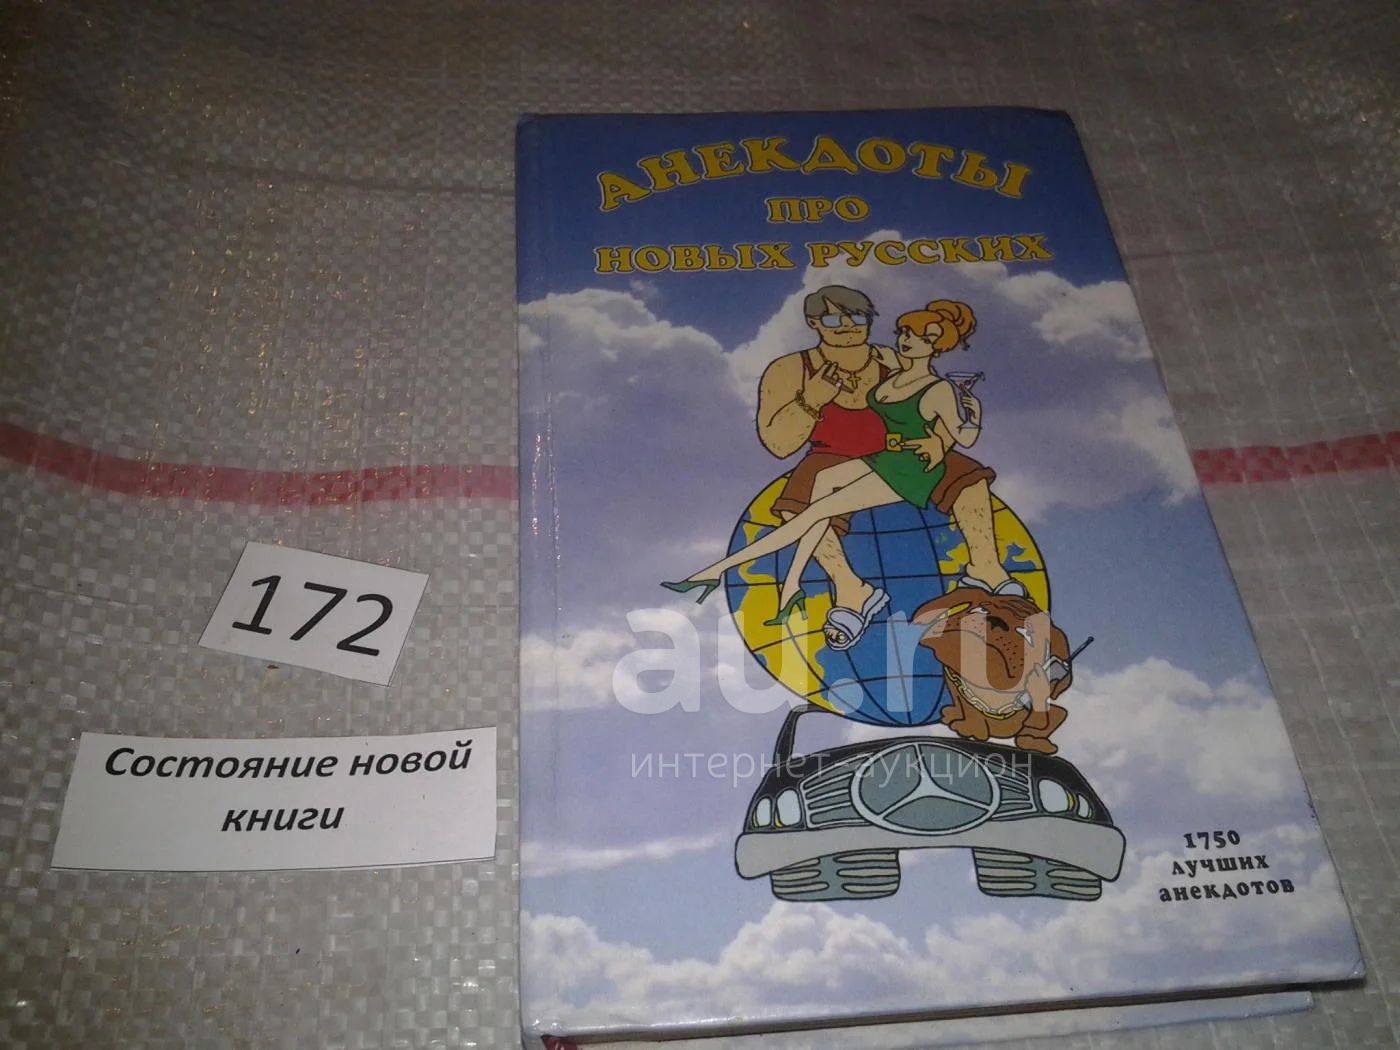 АНЕКДОТЫ
ПРО
НОВЫХ РУССКИХ
172
Состояние новой
книги
au.ru
интернет-аукцион
1750
лучших
анекдотов